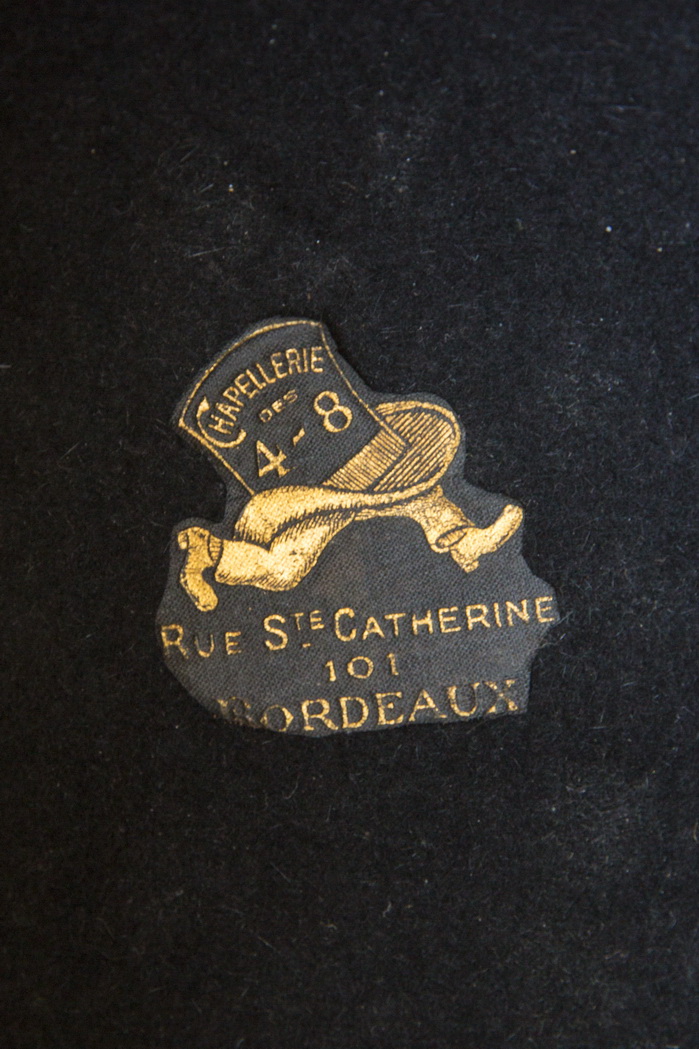 CHAPELLERIE
DES
4-8
RUE STE CATHERINE
101
BORDEAUX